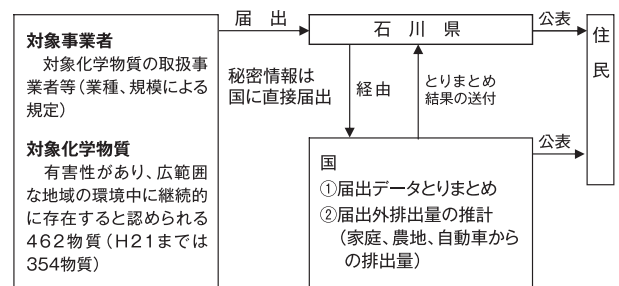 対象事業者
対象化学物質の取扱事
業者等(業種、規模による
規定)
対象化学物質
有害性があり、広範囲
な地域の環境中に継続的
に存在すると認められる
462物質(H21までは
354物質)
届 出
秘密情報は
国に直接届出
石 川 県
経由
とりまとめ
結果の送付
国
①届出データとりまとめ
②届出外排出量の推計
(家庭、農地、自動車から
の排出量)
公表
公表
住
民